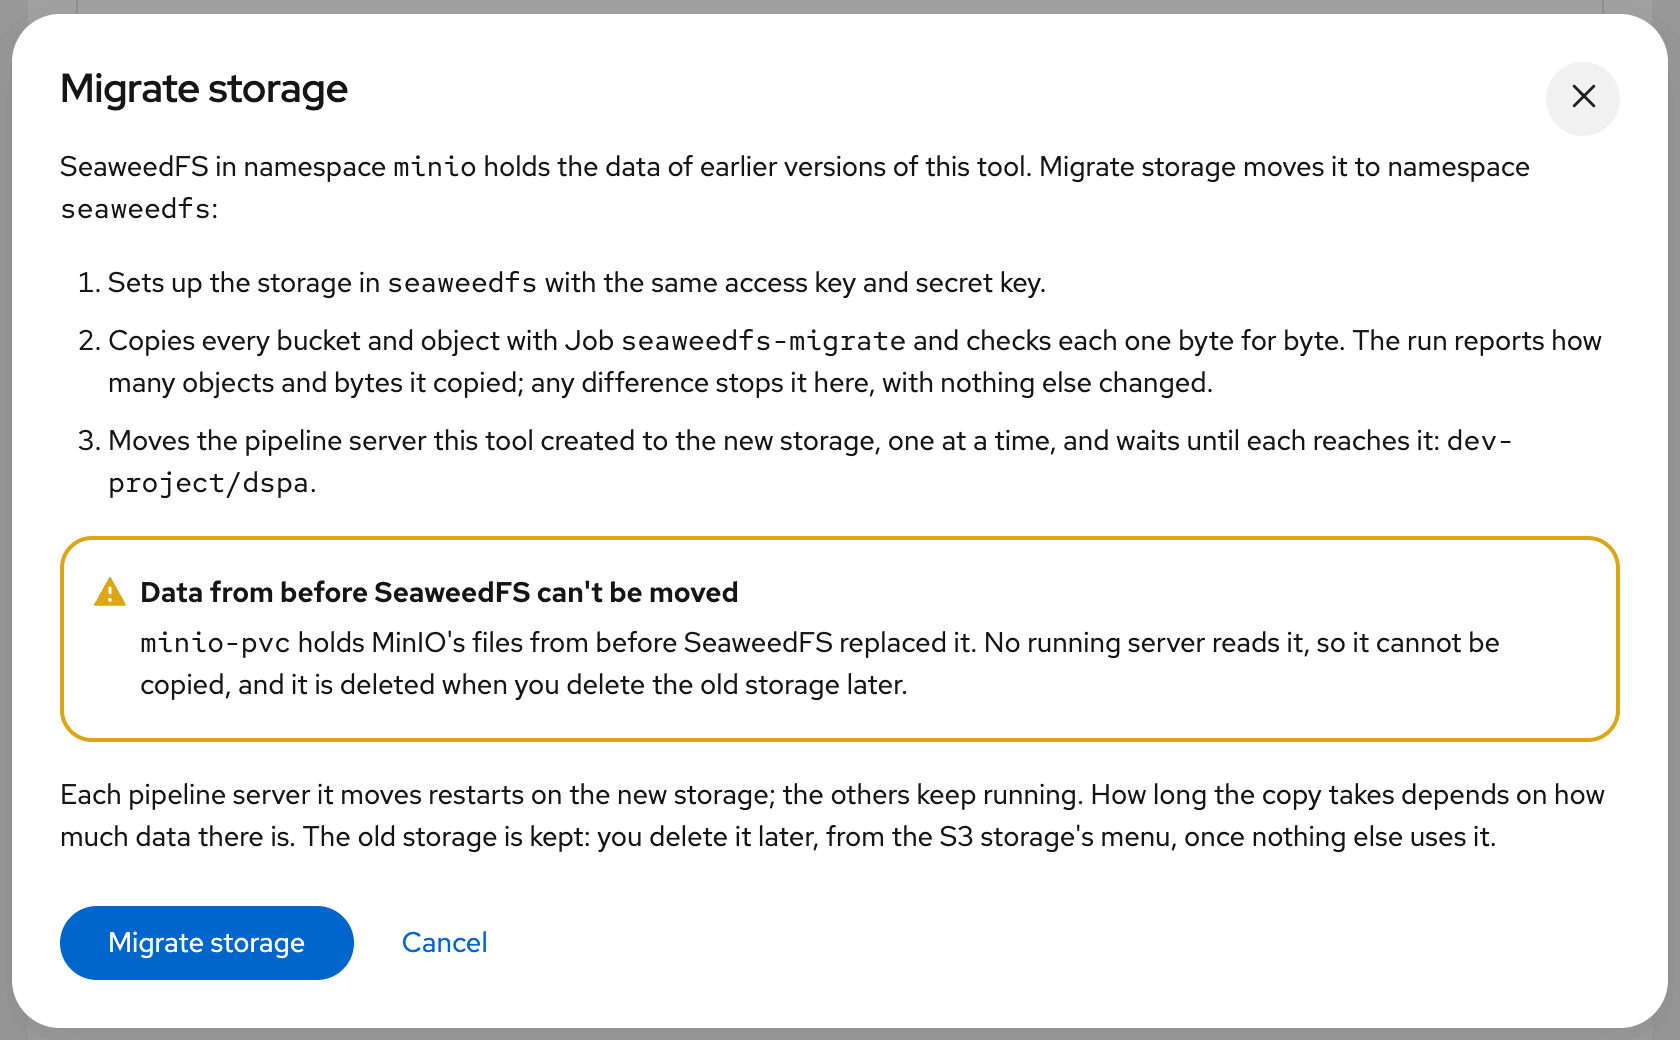 Migrate storage
SeaweedFS in namespace minio holds the data of earlier versions of this tool. Migrate storage moves it to namespace
seaweedfs:
1. Sets up the storage in seaweedfs with the same access key and secret key.
2. Copies every bucket and object with Job seaweedfs-migrate and checks each one byte for byte. The run reports how
many objects and bytes it copied; any difference stops it here, with nothing else changed.
3. Moves the pipeline server this tool created to the new storage, one at a time, and waits until each reaches it: dev-
project/dspa.
Data from before SeaweedFS can't be moved
minio-pvc holds MinIO's files from before SeaweedFS replaced it. No running server reads it, so it cannot be
copied, and it is deleted when you delete the old storage later.
Each pipeline server it moves restarts on the new storage; the others keep running. How long the copy takes depends on how
much data there is. The old storage is kept: you delete it later, from the S3 storage's menu, once nothing else uses it.
Migrate storage
Cancel